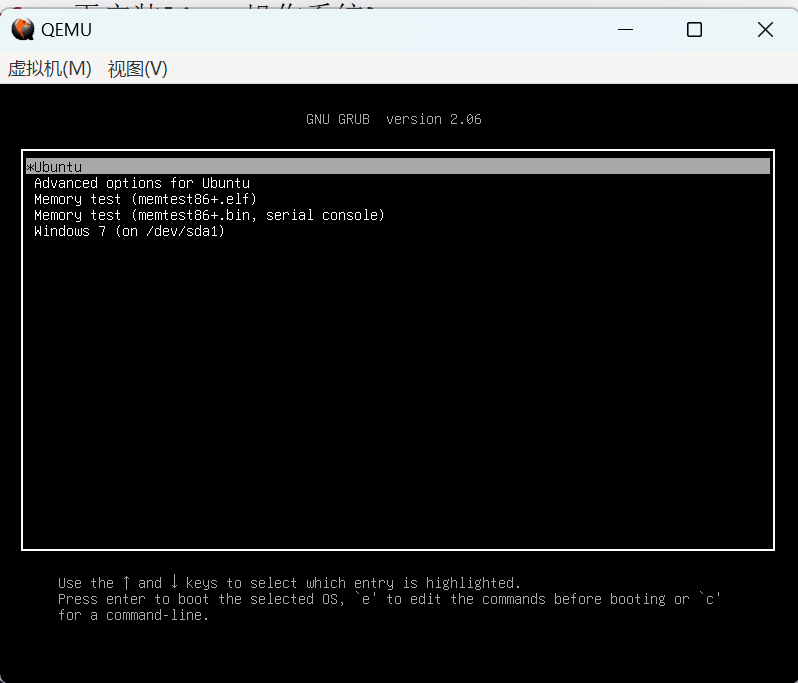 QEMU
虚拟机(M) 视图(V)
GNU GRUB version 2.06
*Ubuntu
Advanced options for Ubuntu
Memory test (memtest86+.elf)
Memory test (memtest86+.bin, serial console)
Windows 7 (on /dev/sda1)
Use the ↑ and ↓ keys to select which entry is highlighted.
Press enter to boot the selected OS, `e' to edit the commands before booting or `c'
for a command-line.